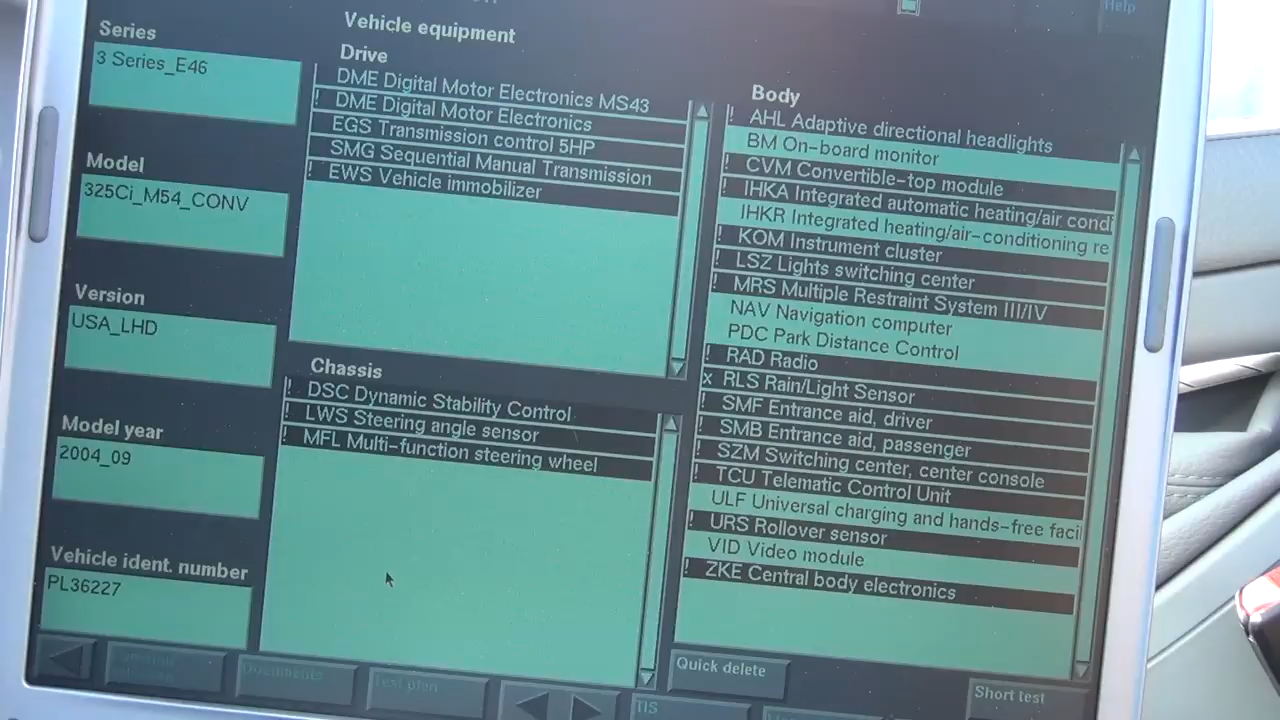 Help
Series
3 Series_E46
Model
325Ci_M54_CONV
Version
USA_LHD
Model year
2004_09
Vehicle ident. number
PL36227
Vehicle equipment
Drive
DME Digital Motor Electronics MS43
! DME Digital Motor Electronics
EGS Transmission control 5HP
SMG Sequential Manual Transmission
! EWS Vehicle immobilizer
Chassis
! DSC Dynamic Stability Control
! LWS Steering angle sensor
! MFL Multi-function steering wheel
Body
! AHL Adaptive directional headlights
BM On-board monitor
! CVM Convertible-top module
! IHKA Integrated automatic heating/air condi
IHKR Integrated heating/air-conditioning re
! KOM Instrument cluster
! LSZ Lights switching center
! MRS Multiple Restraint System III/IV
NAV Navigation computer
PDC Park Distance Control
! RAD Radio
x RLS Rain/Light Sensor
! SMF Entrance aid, driver
! SMB Entrance aid, passenger
! SZM Switching center, center console
! TCU Telematic Control Unit
ULF Universal charging and hands-free faci
! URS Rollover sensor
VID Video module
! ZKE Central body electronics
Documents
Test plan
Quick delete
TIS
Short test